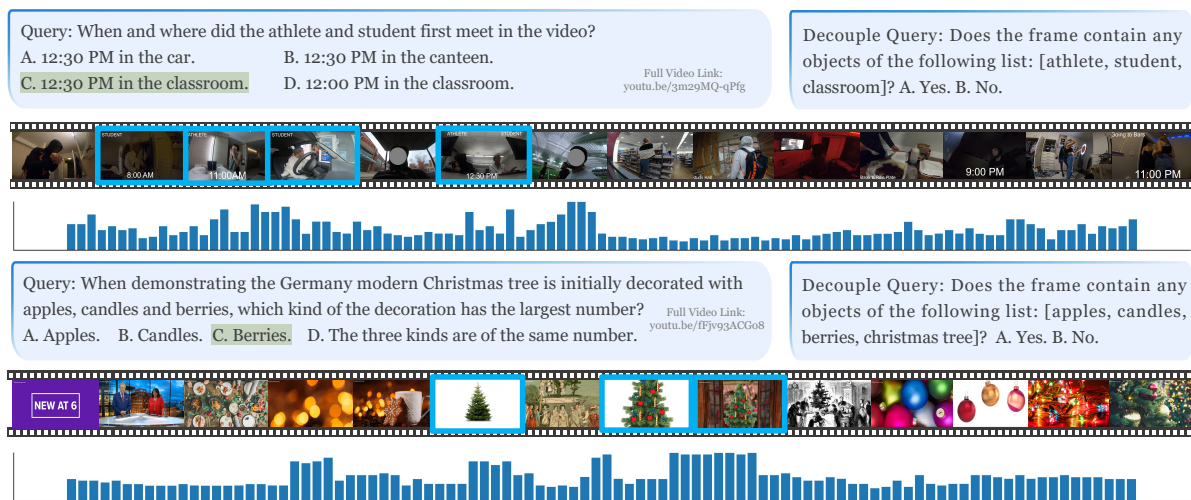 Query: When and where did the athlete and student first meet in the video?
A. 12:30 PM in the car. B. 12:30 PM in the canteen.
C. 12:30 PM in the classroom. D. 12:00 PM in the classroom.
Full Video Link:
youtu.be/3m29MQ-qPfg
Decouple Query: Does the frame contain any
objects of the following list: [athlete, student,
classroom]? A. Yes. B. No.
STUDENT
8:00 AM
ATHLETE
11:00AM
STUDENT
ATHLETE STUDENT
12:30 PM
9:00 PM
Going to Bars
11:00 PM
Query: When demonstrating the Germany modern Christmas tree is initially decorated with
apples, candles and berries, which kind of the decoration has the largest number?
A. Apples. B. Candles. C. Berries. D. The three kinds are of the same number.
Full Video Link:
youtu.be/fFjv93ACGo8
Decouple Query: Does the frame contain any
objects of the following list: [apples, candles,
berries, christmas tree]? A. Yes. B. No.
NEW AT 6